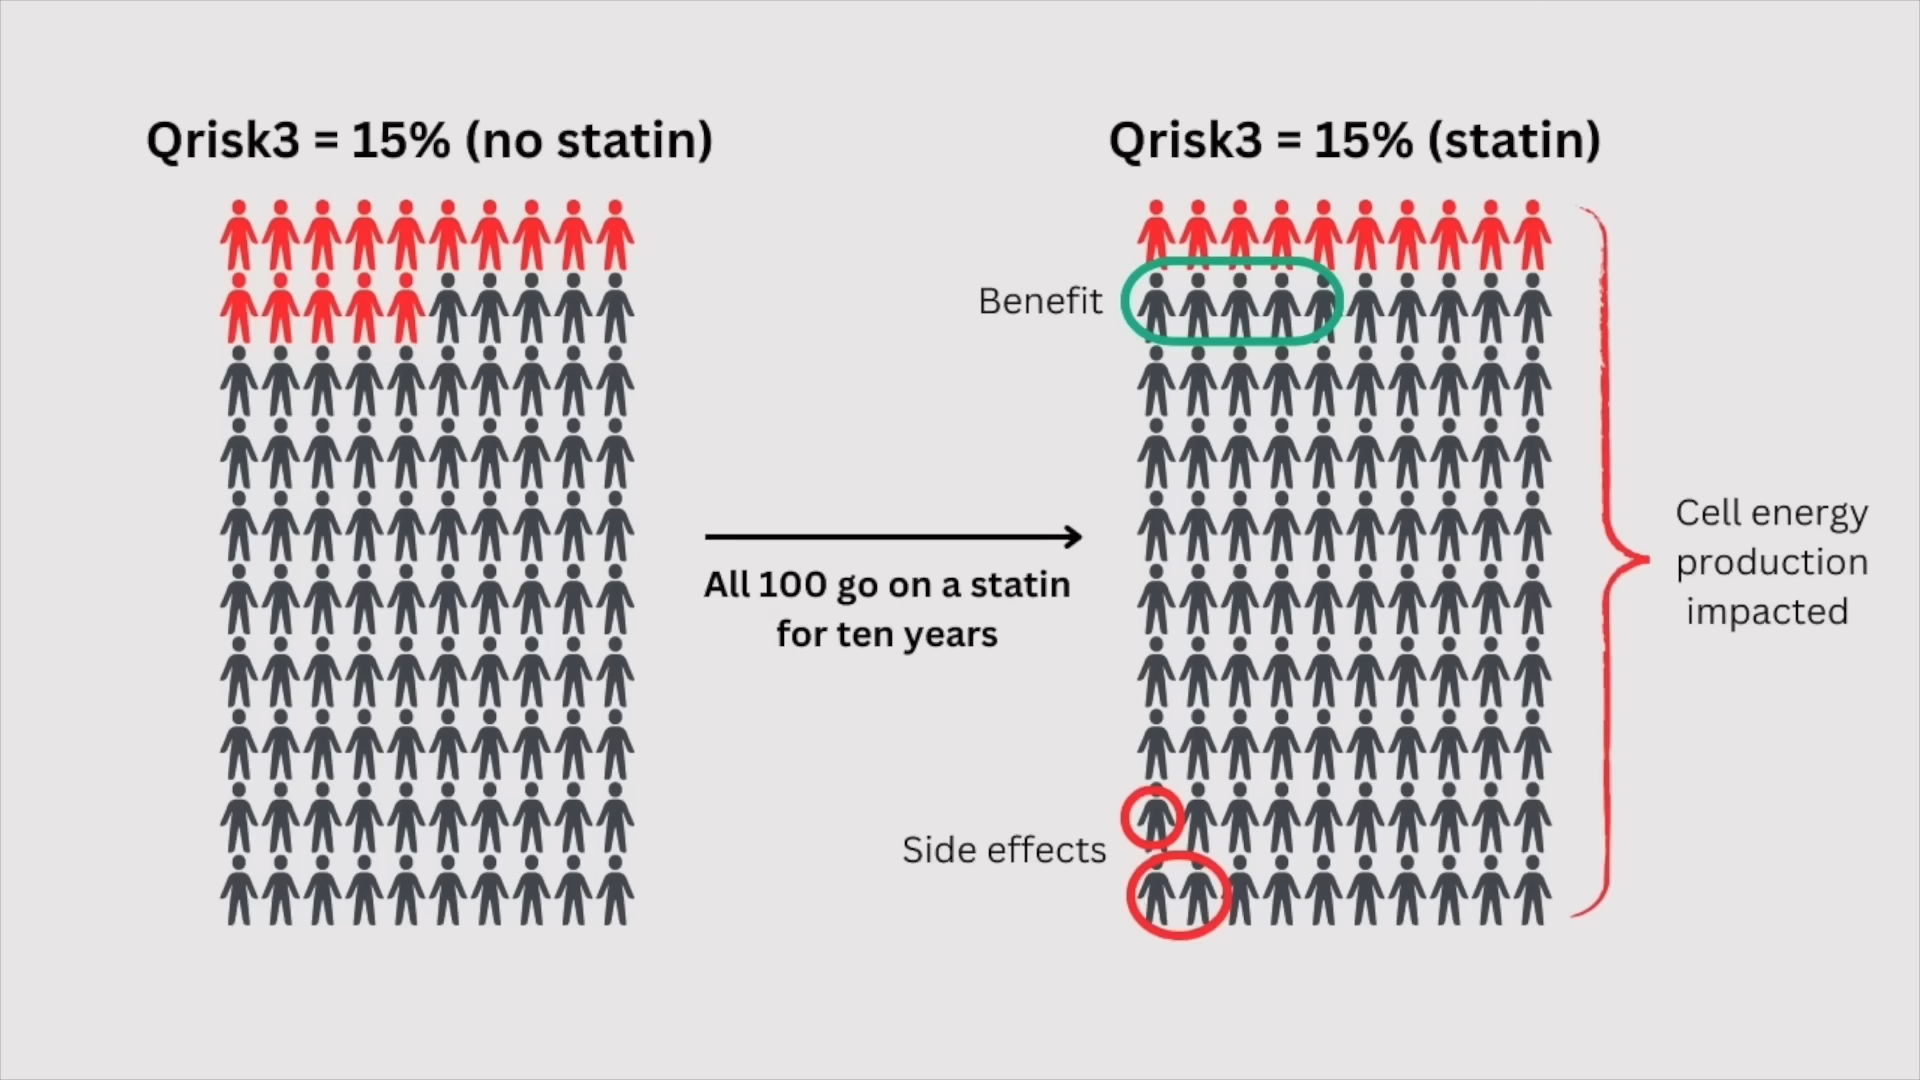 Qrisk3 = 15% (no statin)
Qrisk3 = 15% (statin)
Benefit
All 100 go on a statin
for ten years
Cell energy
production
impacted
Side effects